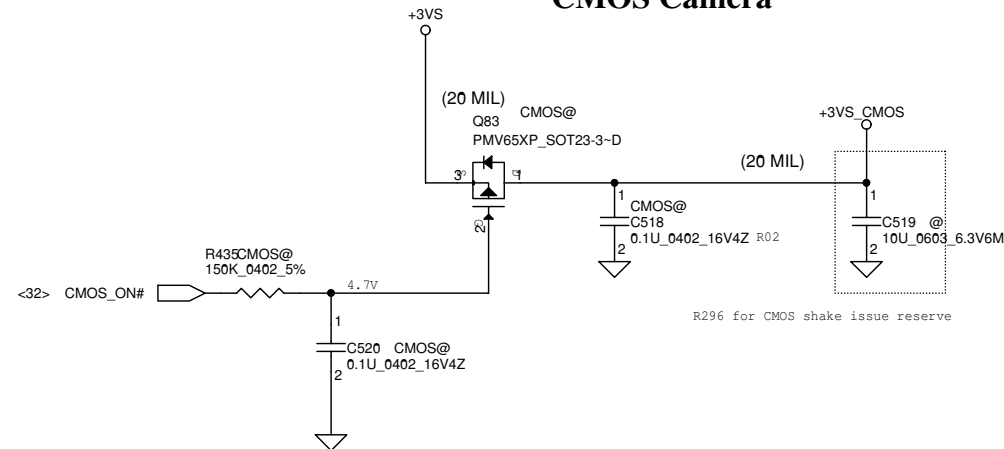 CMOS Camera
+3VS
(20 MIL)
CMOS@
Q83
PMV65XP_SOT23-3~D
3
S
D
1
G
2
(20 MIL)
+3VS_CMOS
1
CMOS@
C518
0.1U_0402_16V4Z R02
2
1
C519 @
10U_0603_6.3V6M
2
R435CMOS@
150K_0402_5%
<32> CMOS_ON#
4.7V
R296 for CMOS shake issue reserve
1
C520 CMOS@
0.1U_0402_16V4Z
2